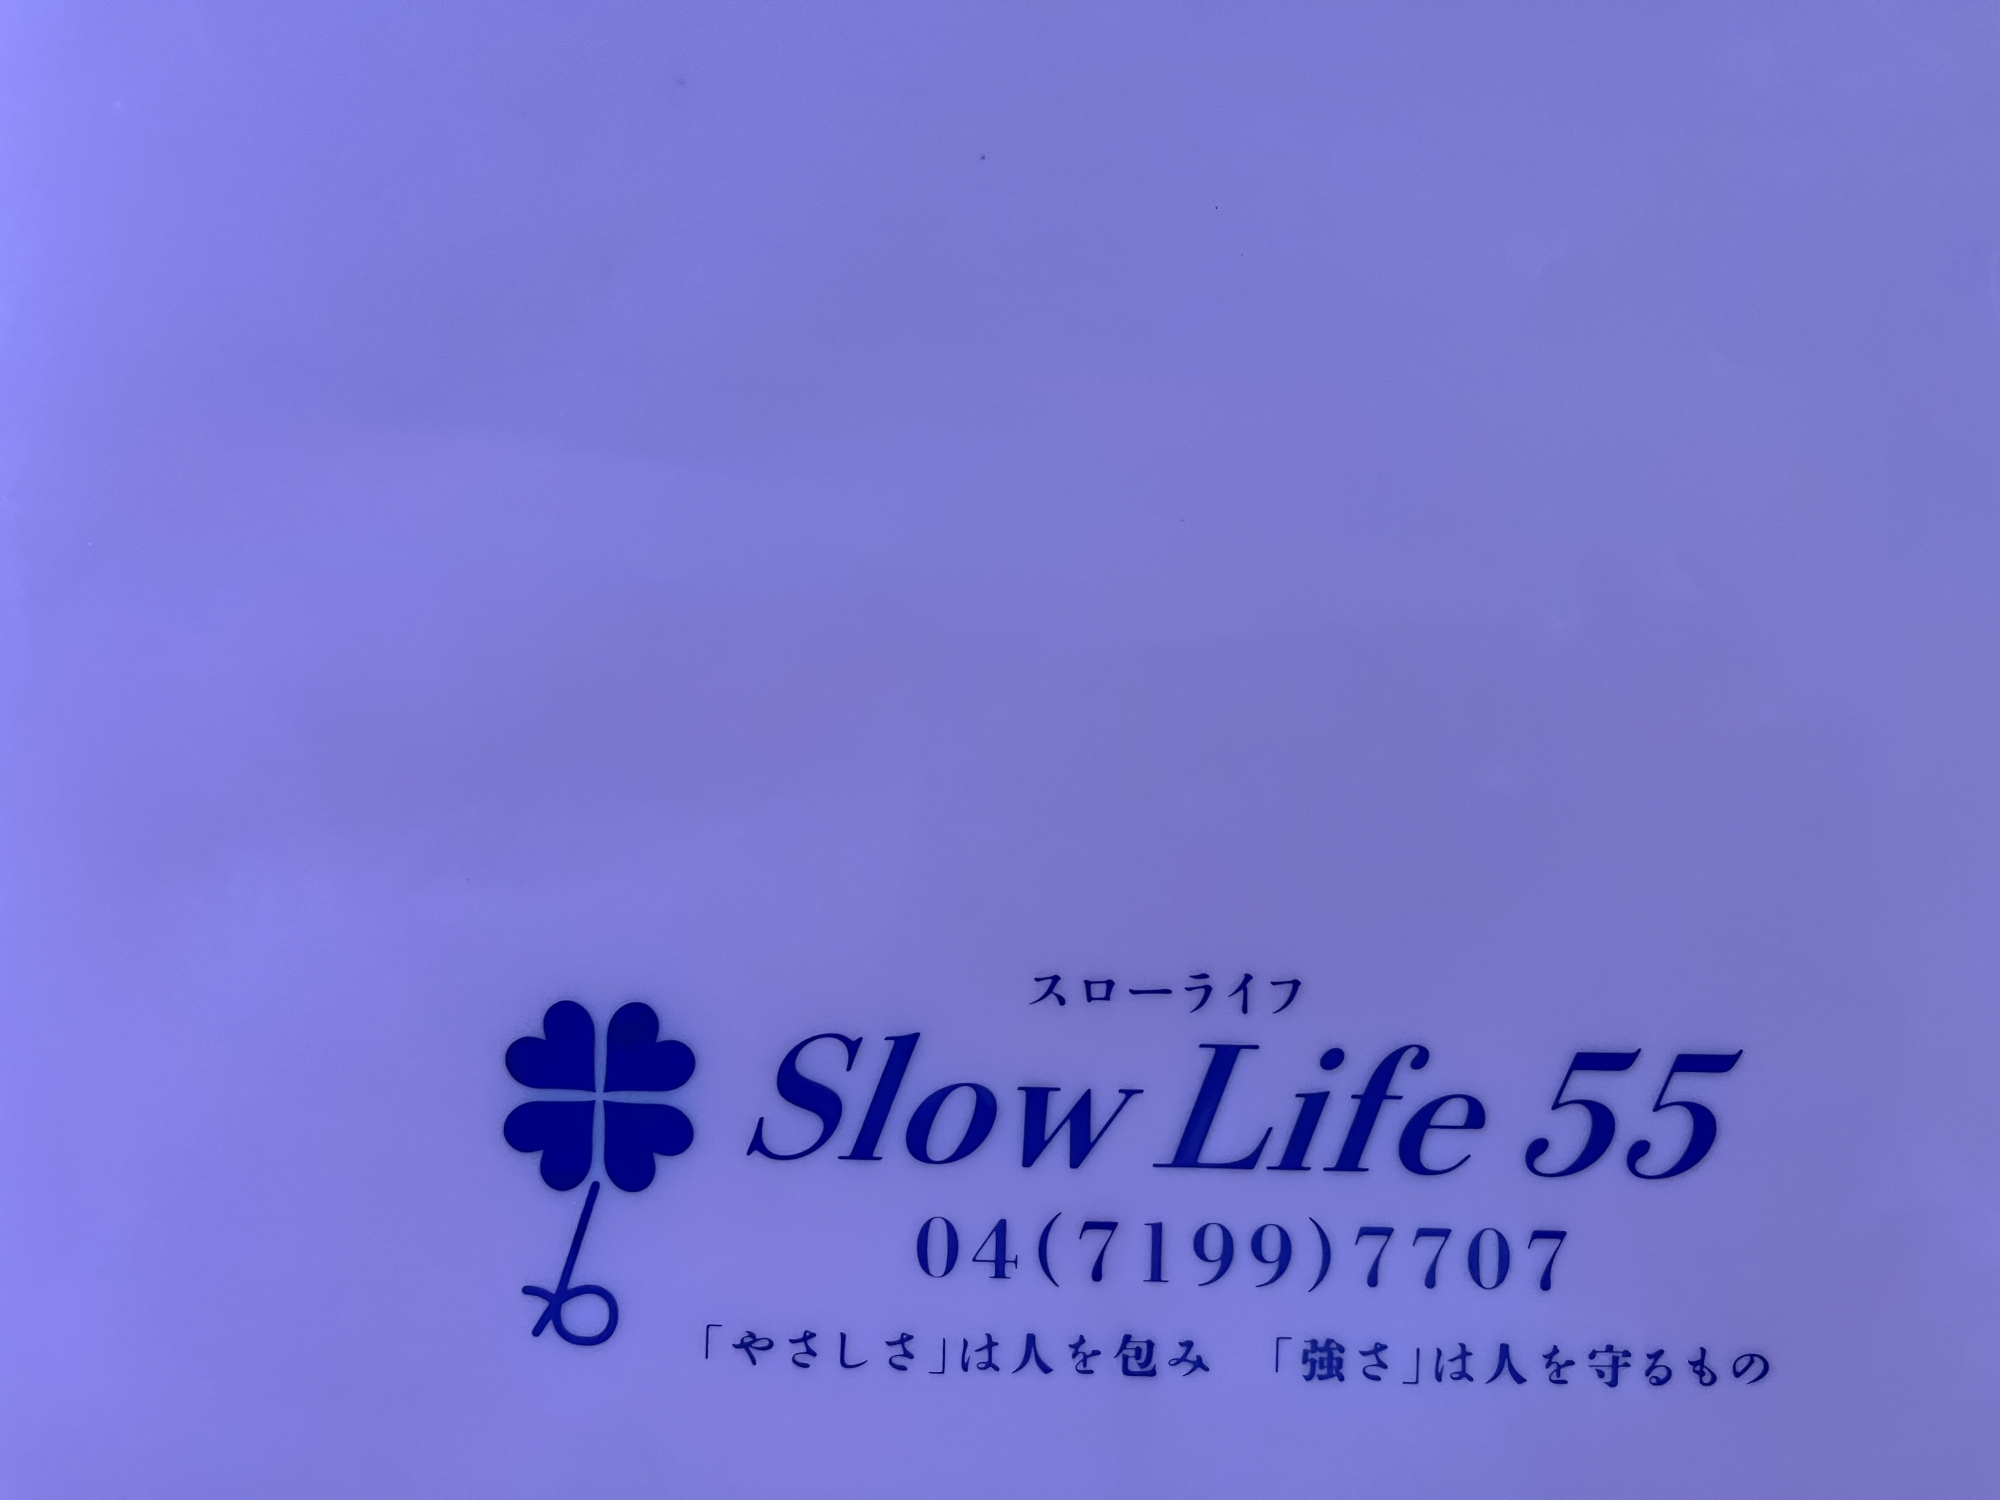 スローライフ
Slow Life 55
04(7199)7707
「やさしさ」は人を包み　「強さ」は人を守るもの